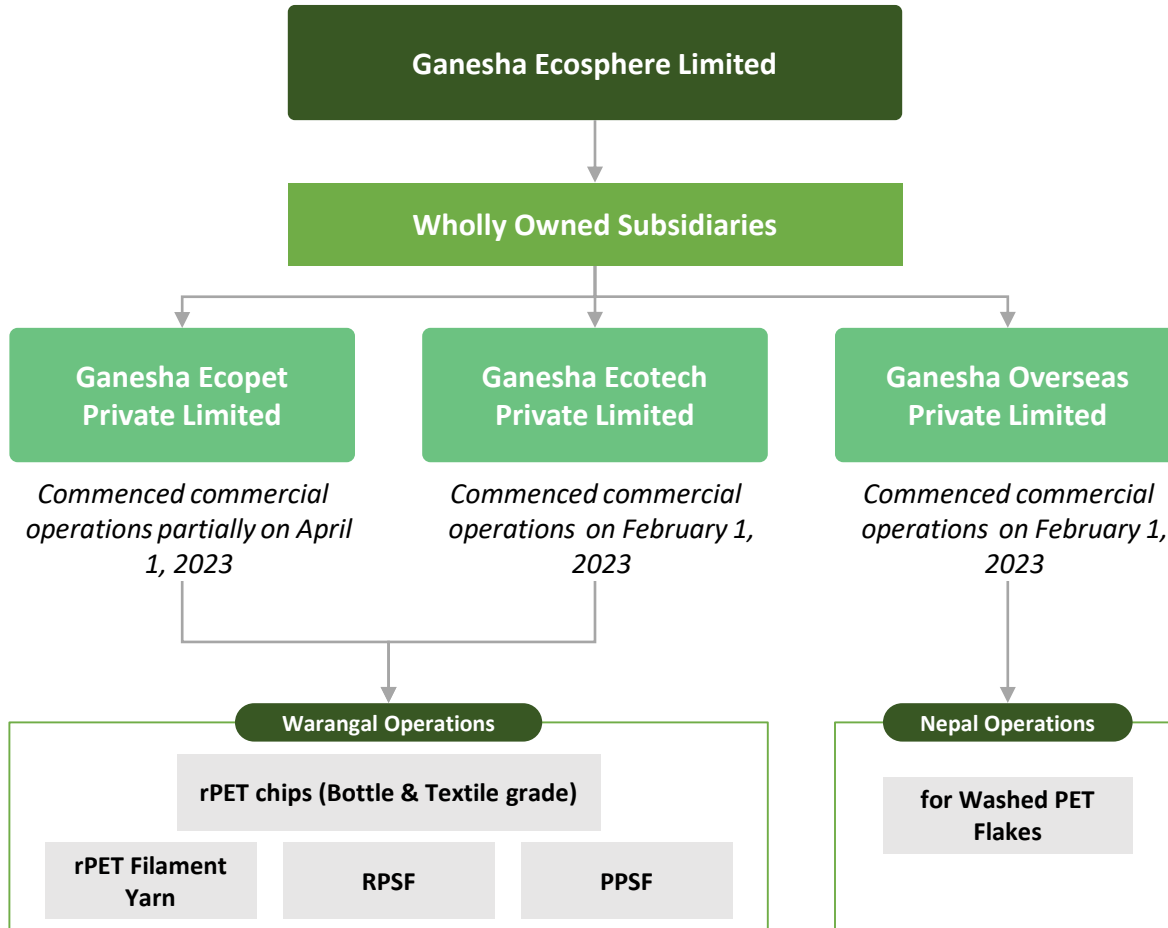 Ganesha Ecosphere Limited
Wholly Owned Subsidiaries
Ganesha Ecopet
Private Limited
Commenced commercial
operations partially on April
1, 2023
Ganesha Ecotech
Private Limited
Commenced commercial
operations on February 1,
2023
Ganesha Overseas
Private Limited
Commenced commercial
operations on February 1,
2023
Warangal Operations
rPET chips (Bottle & Textile grade)
rPET Filament
Yarn
RPSF
PPSF
Nepal Operations
for Washed PET
Flakes